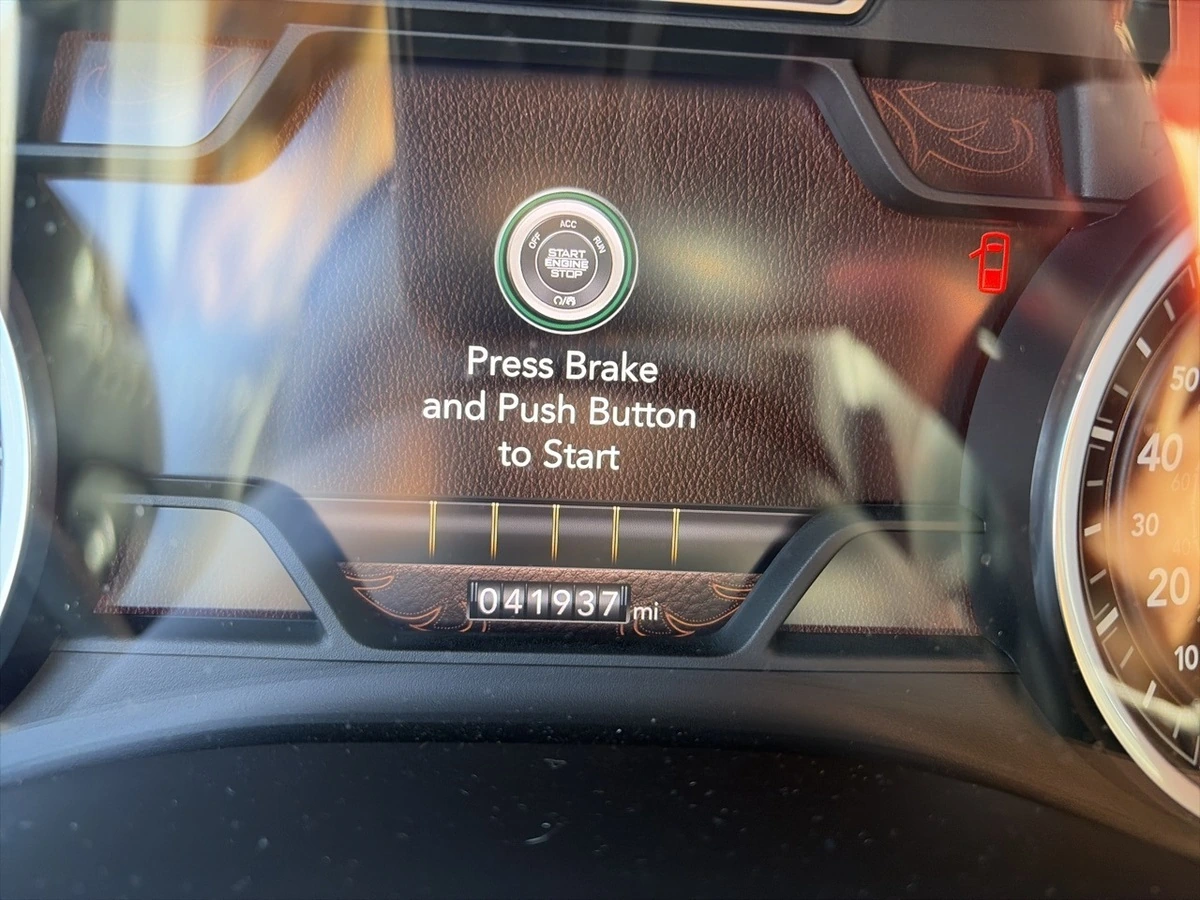 OFF ACC RUN
START
ENGINE
STOP
Press Brake
and Push Button
to Start
50
40
30
20
10
041937 mi